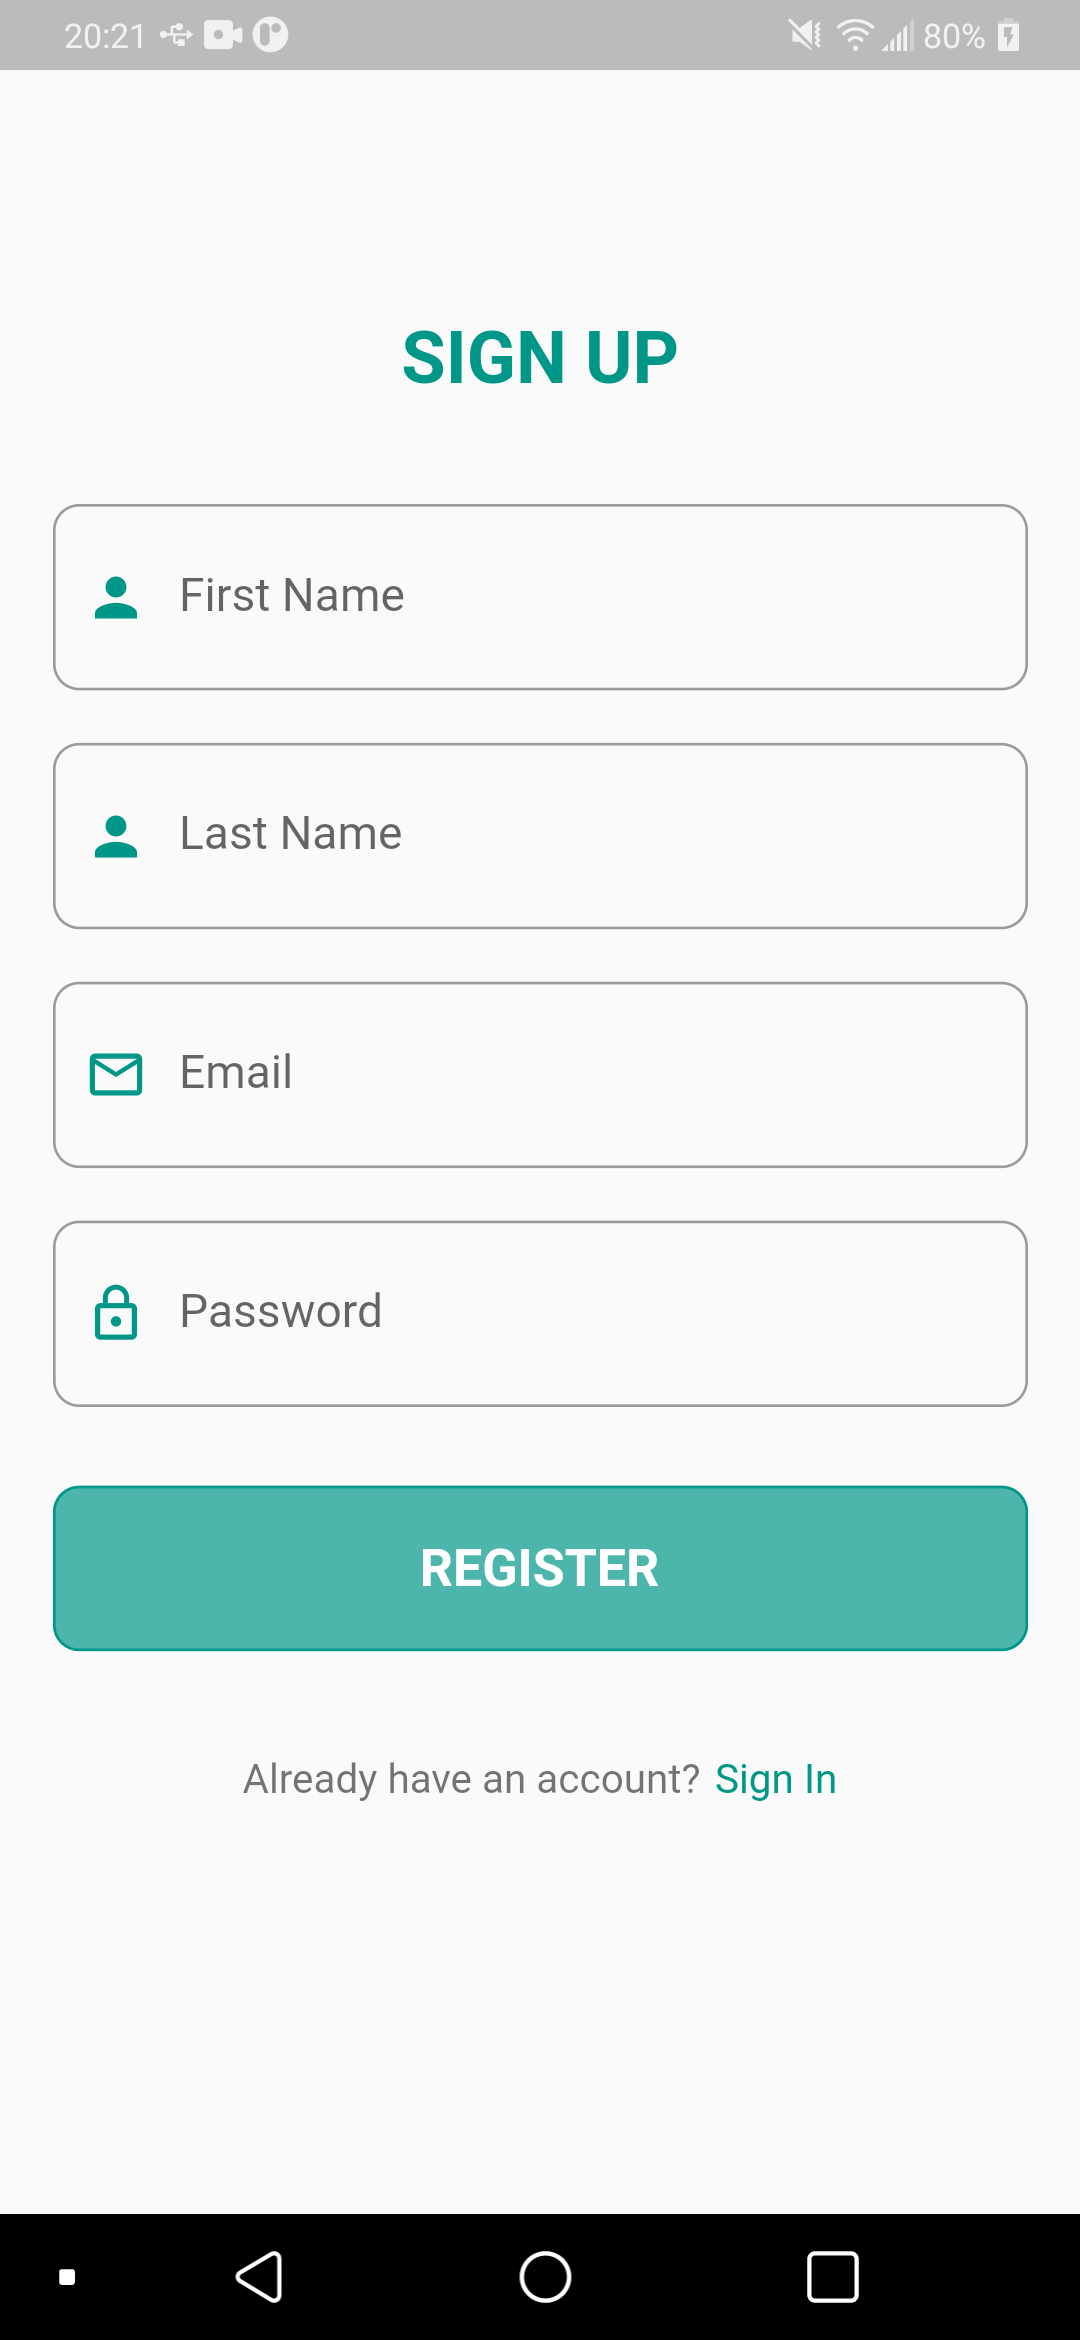 20:21 80%
SIGN UP
First Name
Last Name
Email
Password
REGISTER
Already have an account? Sign In